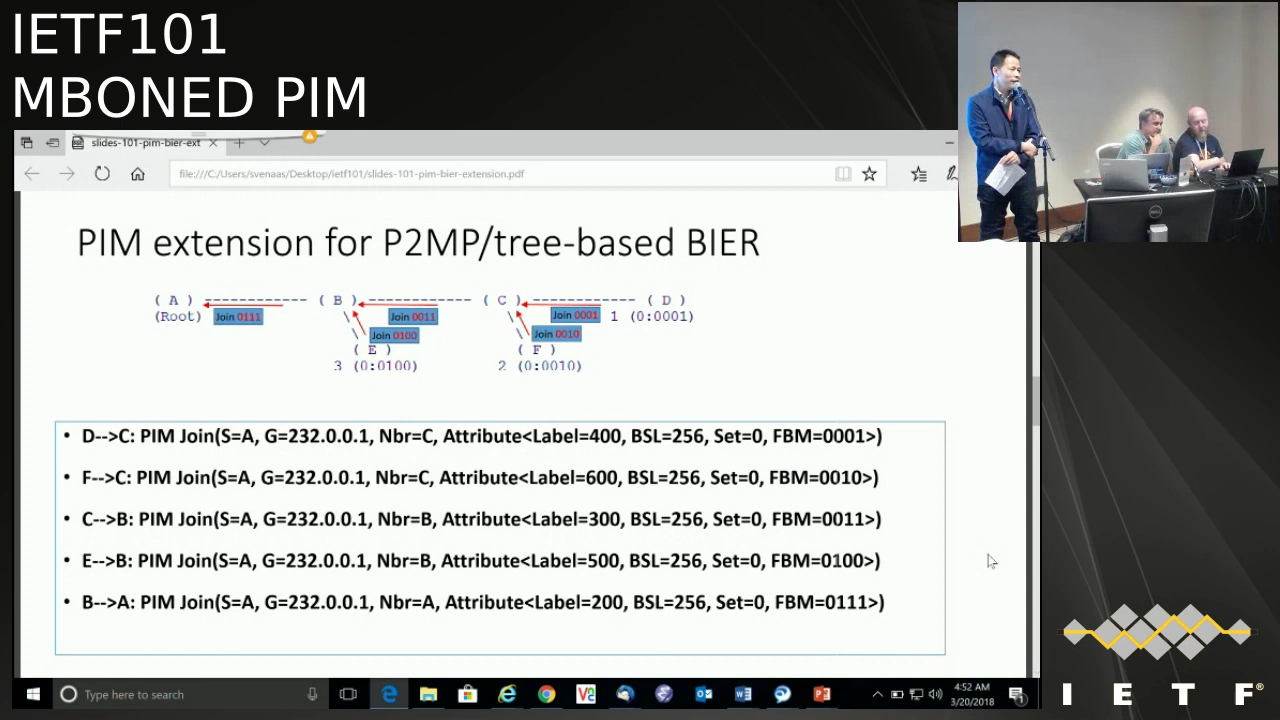 IETF101
MBONED PIM
slides-101-pim-bier-ext
file:///C:/Users/svenaas/Desktop/ietf101/slides-101-pim-bier-extension.pdf
PIM extension for P2MP/tree-based BIER
( A ) ------------ ( B ) ------------ ( C ) ------------ ( D )
(Root) Join 0111 \ Join 0011 \ Join 0001 1 (0:0001)
\ Join 0100 \ Join 0010
( E ) ( F )
3 (0:0100) 2 (0:0010)
• D-->C: PIM Join(S=A, G=232.0.0.1, Nbr=C, Attribute<Label=400, BSL=256, Set=0, FBM=0001>)
• F-->C: PIM Join(S=A, G=232.0.0.1, Nbr=C, Attribute<Label=600, BSL=256, Set=0, FBM=0010>)
• C-->B: PIM Join(S=A, G=232.0.0.1, Nbr=B, Attribute<Label=300, BSL=256, Set=0, FBM=0011>)
• E-->B: PIM Join(S=A, G=232.0.0.1, Nbr=B, Attribute<Label=500, BSL=256, Set=0, FBM=0100>)
• B-->A: PIM Join(S=A, G=232.0.0.1, Nbr=A, Attribute<Label=200, BSL=256, Set=0, FBM=0111>)
Type here to search
4:52 AM
3/20/2018
DELL
I E T F®